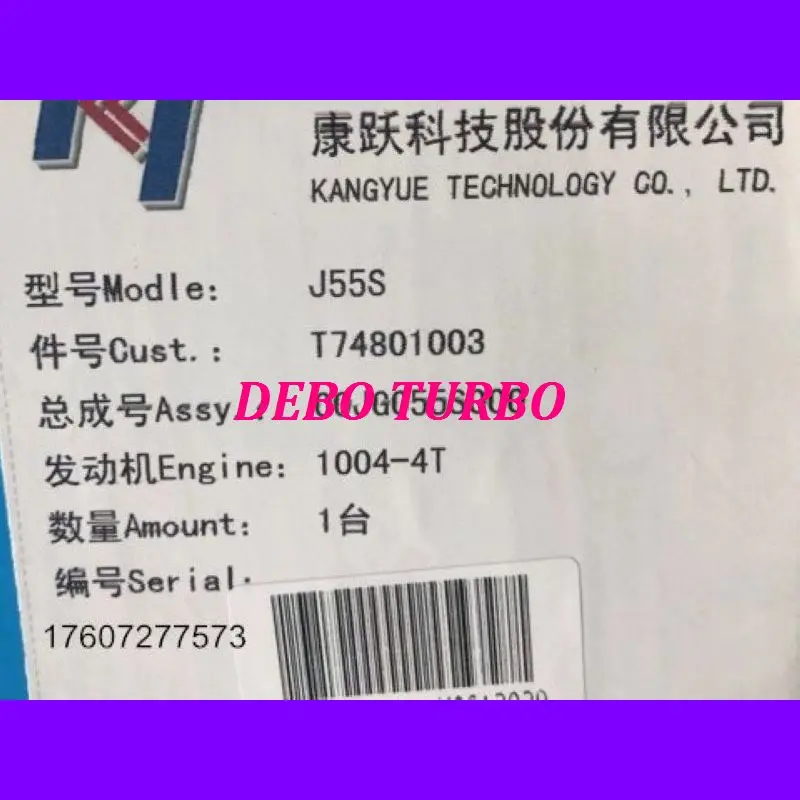 康跃科技股份有限公司
KANGYUE TECHNOLOGY CO., LTD.
型号Modle: J55S
件号Cust.: T74801003
总成号Assy.:
DEBO TURBO
发动机Engine: 1004-4T
数量Amount: 1台
编号Serial:
17607277573